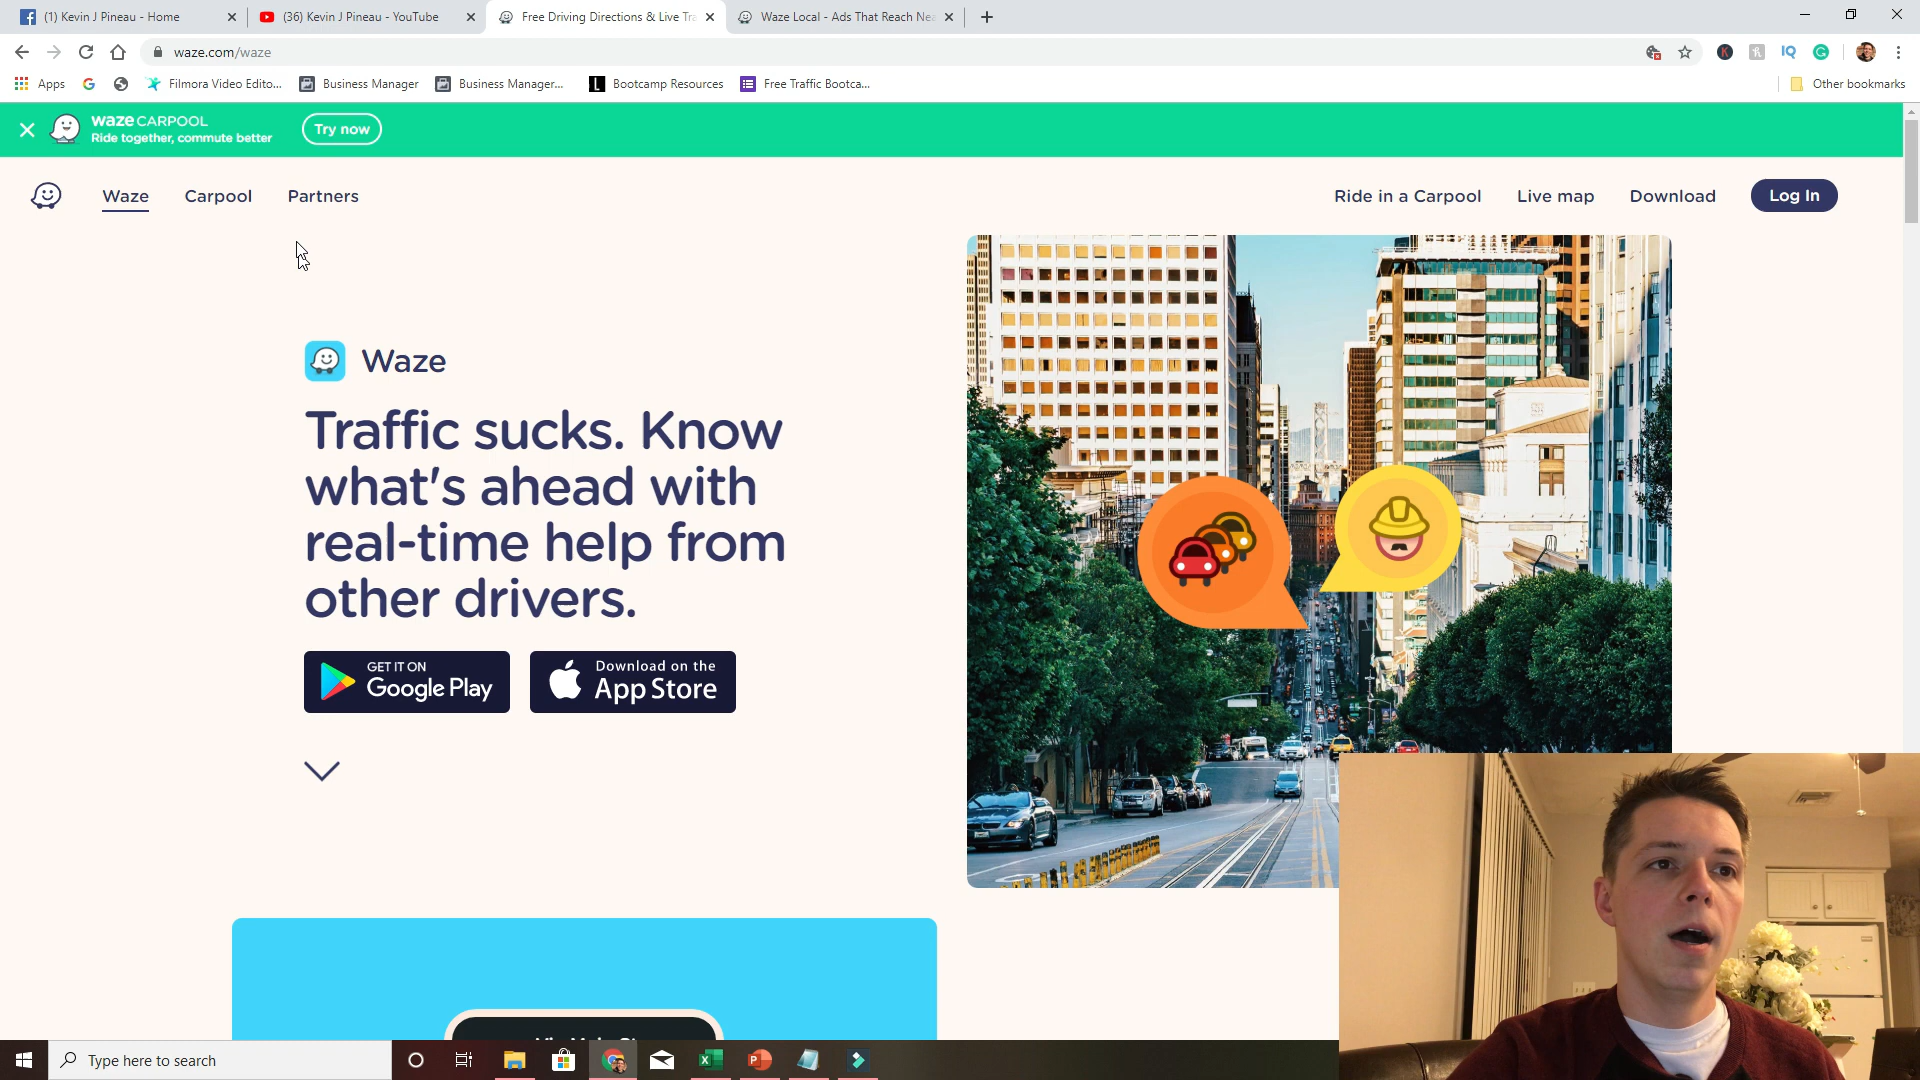 (1) Kevin J Pineau - Home
(36) Kevin J Pineau - YouTube
Free Driving Directions & Live Tra
Waze Local - Ads That Reach Nea
waze.com/waze
Apps
Filmora Video Edito...
Business Manager
Business Manager...
Bootcamp Resources
Free Traffic Bootca...
Other bookmarks
waze CARPOOL
Ride together, commute better
Try now
Waze
Carpool
Partners
Ride in a Carpool
Live map
Download
Log In
Waze
Traffic sucks. Know
what's ahead with
real-time help from
other drivers.
GET IT ON
Google Play
Download on the
App Store
Type here to search